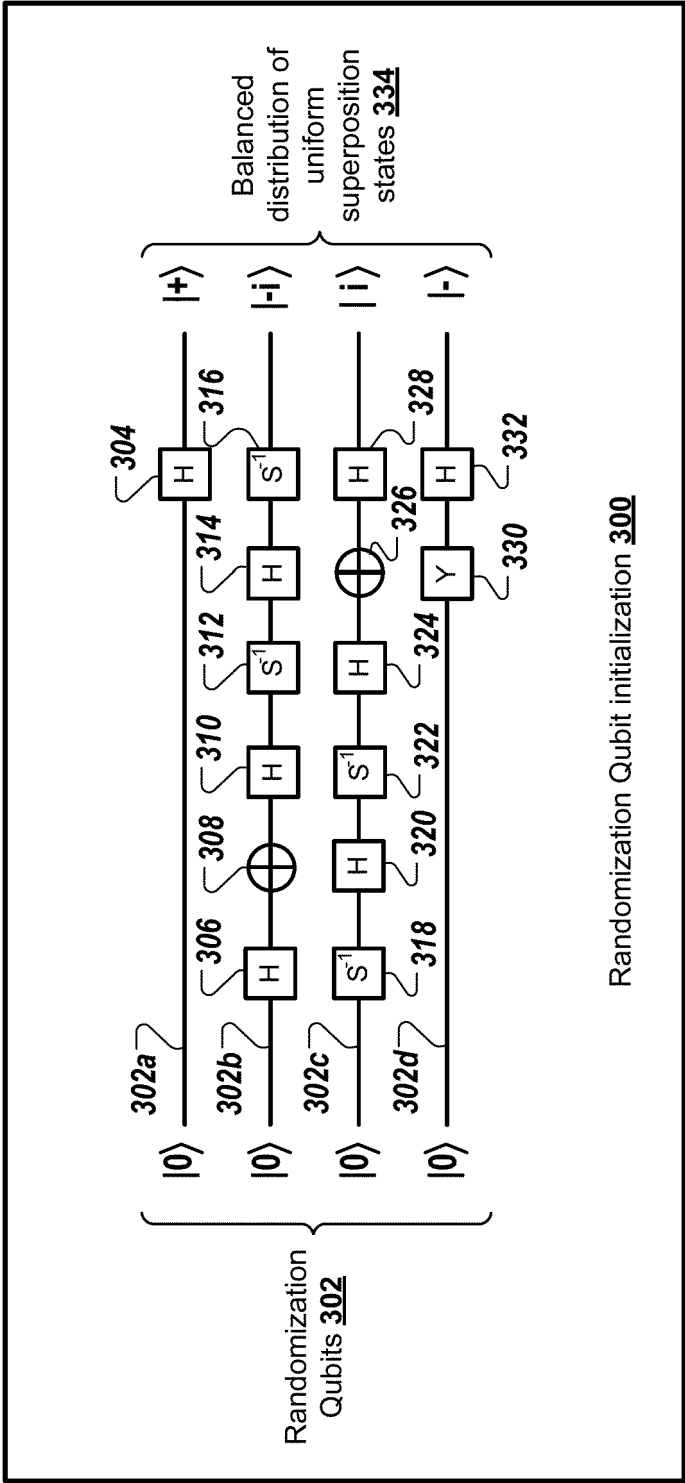 Randomization
Qubits 302
|0⟩
302a
304
H
|+⟩
|0⟩
302b
306
H
308
310
H
312
S⁻¹
314
H
316
S⁻¹
|-i⟩
|0⟩
302c
S⁻¹
318
H
320
S⁻¹
322
H
324
326
H
328
|i⟩
|0⟩
302d
Y
330
H
332
|-⟩
Balanced
distribution of
uniform
superposition
states 334
Randomization Qubit initialization 300